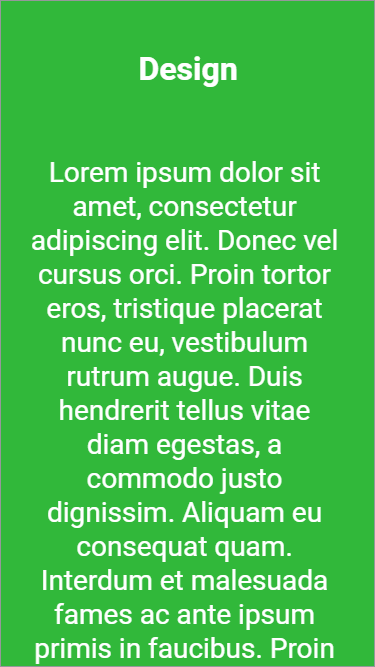 Design
Lorem ipsum dolor sit
amet, consectetur
adipiscing elit. Donec vel
cursus orci. Proin tortor
eros, tristique placerat
nunc eu, vestibulum
rutrum augue. Duis
hendrerit tellus vitae
diam egestas, a
commodo justo
dignissim. Aliquam eu
consequat quam.
Interdum et malesuada
fames ac ante ipsum
primis in faucibus. Proin